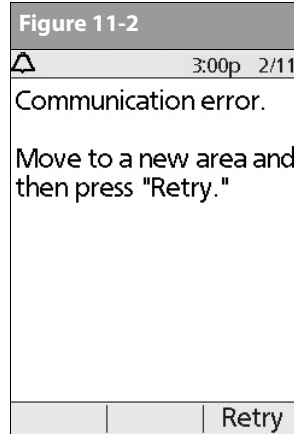 Figure 11-2
3:00p 2/11
Communication error.
Move to a new area and
then press "Retry."
Retry